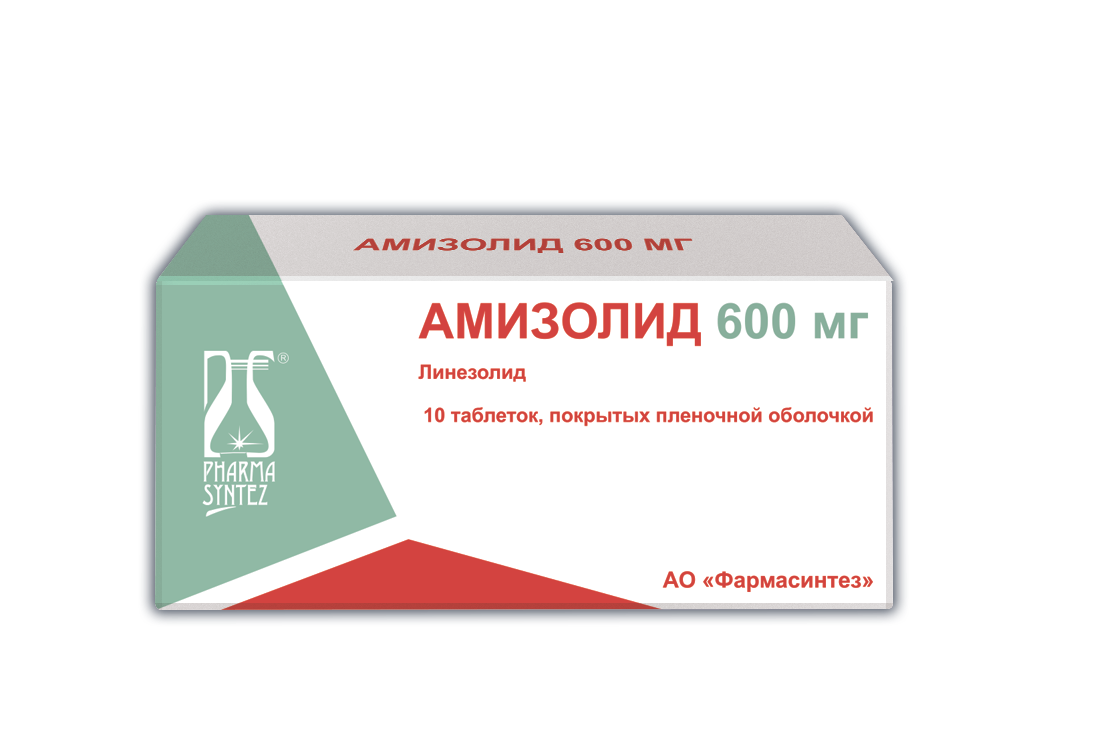 АМИЗОЛИД 600 МГ
АМИЗОЛИД 600 мг
Линезолид
10 таблеток, покрытых пленочной оболочкой
®
PHARMA
SYNTEZ
АО «Фармасинтез»